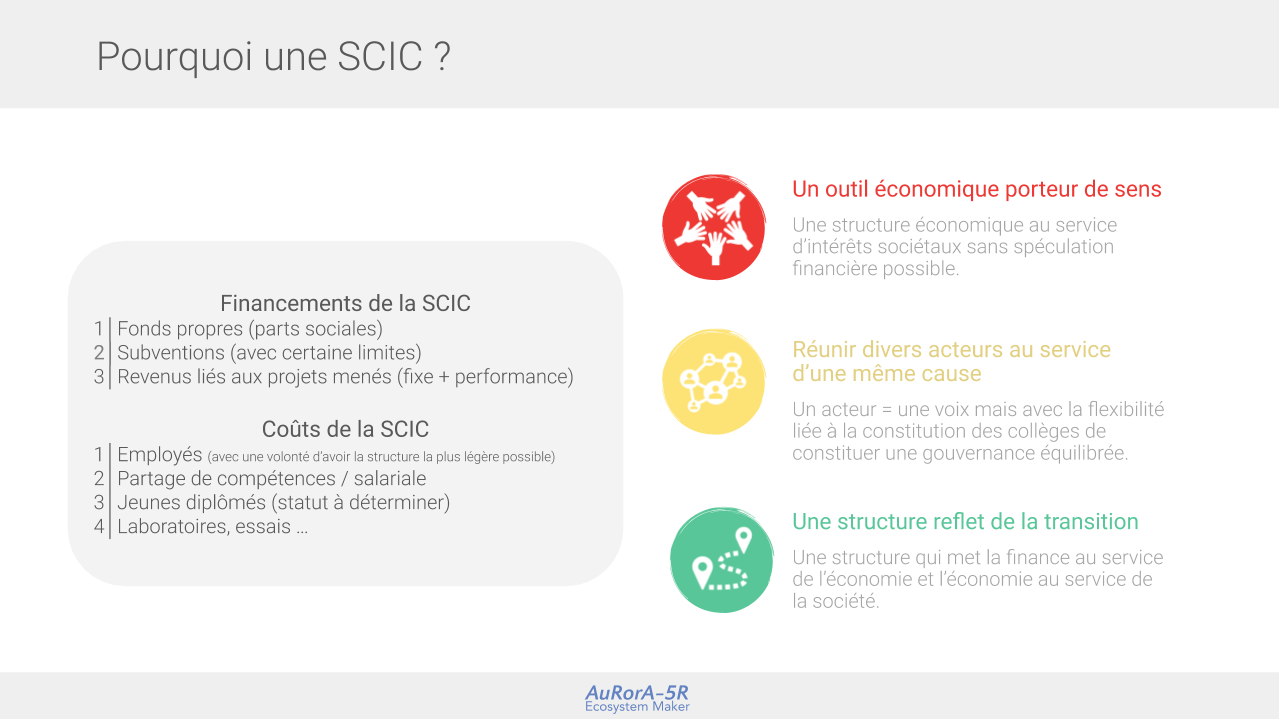 Pourquoi une SCIC ?
Financements de la SCIC
1 Fonds propres (parts sociales)
2 Subventions (avec certaine limites)
3 Revenus liés aux projets menés (fixe + performance)
Coûts de la SCIC
1 Employés (avec une volonté d'avoir la structure la plus légère possible)
2 Partage de compétences / salariale
3 Jeunes diplômés (statut à déterminer)
4 Laboratoires, essais ...
Un outil économique porteur de sens
Une structure économique au service
d'intérêts sociétaux sans spéculation
financière possible.
Réunir divers acteurs au service
d'une même cause
Un acteur = une voix mais avec la flexibilité
liée à la constitution des collèges de
constituer une gouvernance équilibrée.
Une structure reflet de la transition
Une structure qui met la finance au service
de l'économie et l'économie au service de
la société.
AuRorA-5R
Ecosystem Maker